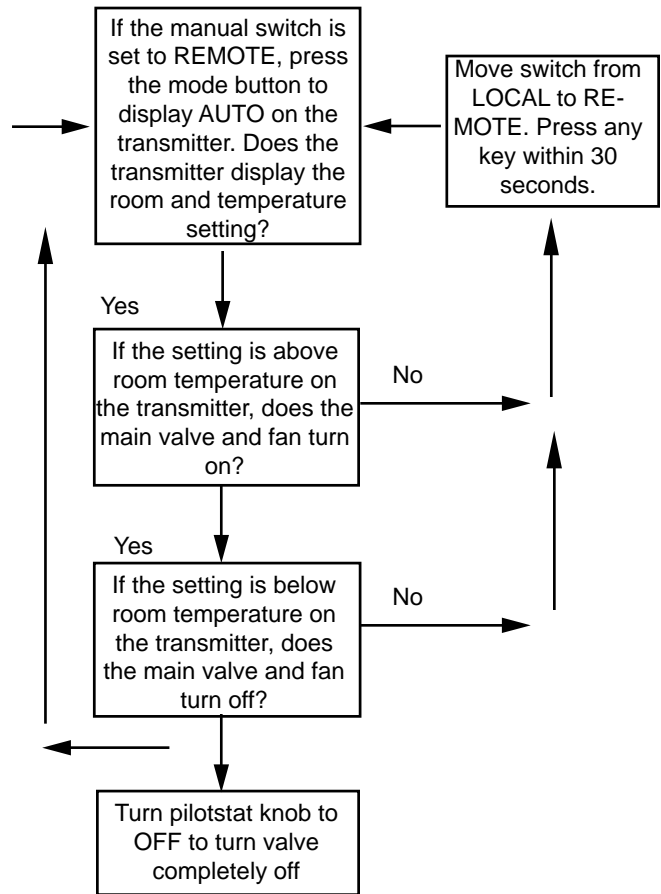 If the manual switch is
set to REMOTE, press
the mode button to
display AUTO on the
transmitter. Does the
transmitter display the
room and temperature
setting?
Move switch from
LOCAL to RE-
MOTE. Press any
key within 30
seconds.
Yes
If the setting is above
room temperature on
the transmitter, does the
main valve and fan turn
on?
No
Yes
If the setting is below
room temperature on
the transmitter, does
the main valve and fan
turn off?
No
Turn pilotstat knob to
OFF to turn valve
completely off